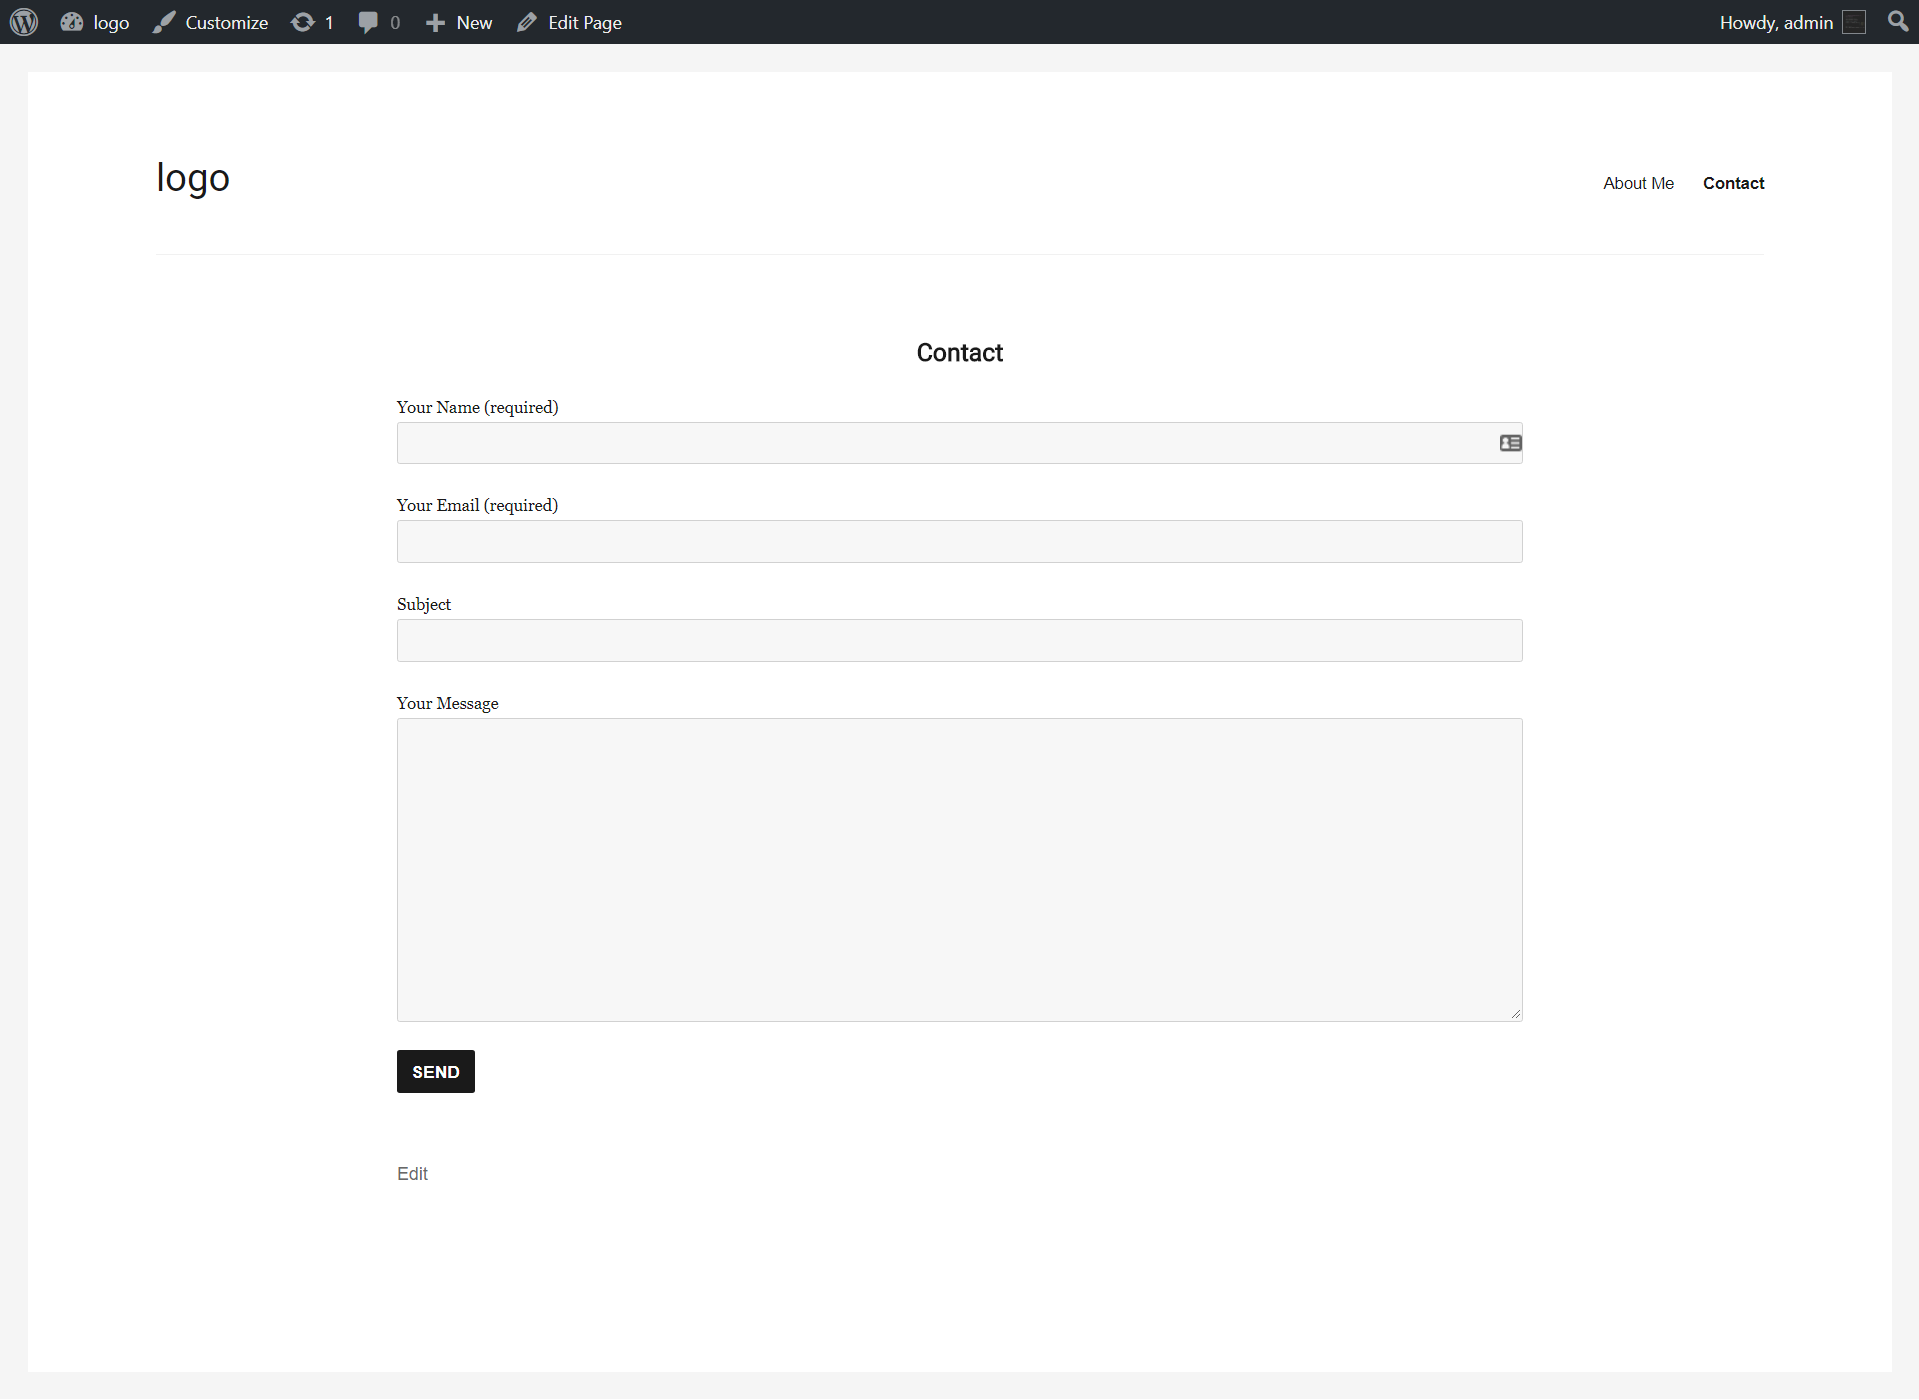 logo Customize 1 0 New Edit Page Howdy, admin
logo About Me Contact
Contact
Your Name (required)
Your Email (required)
Subject
Your Message
SEND
Edit